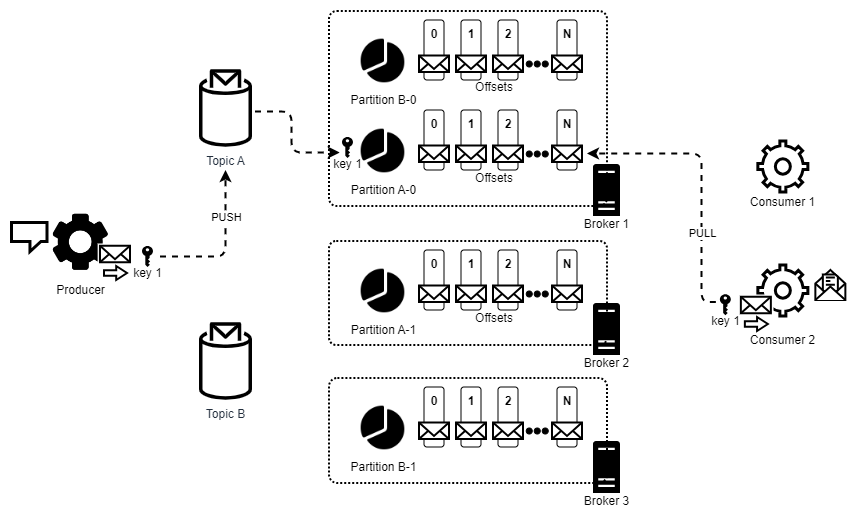 0 1 2 N
Offsets
Partition B-0
0 1 2 N
Topic A
key 1
Offsets
Partition A-0
Consumer 1
PUSH
Broker 1
PULL
key 1
Producer
0 1 2 N
Offsets
Partition A-1
key 1
Consumer 2
Broker 2
0 1 2 N
Topic B
Partition B-1
Broker 3